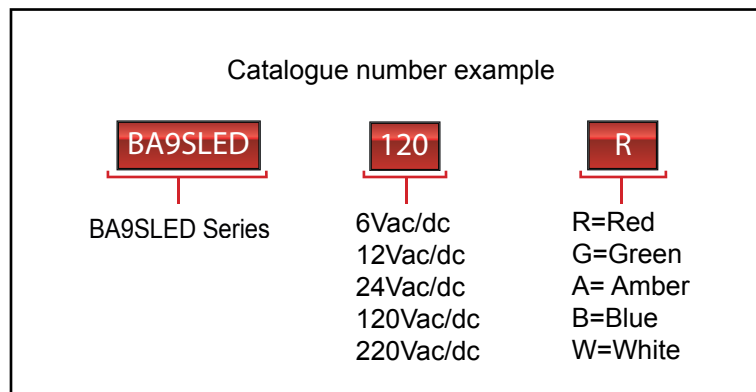 Catalogue number example
BA9SLED 120 R
BA9SLED Series
6Vac/dc
12Vac/dc
24Vac/dc
120Vac/dc
220Vac/dc
R=Red
G=Green
A= Amber
B=Blue
W=White